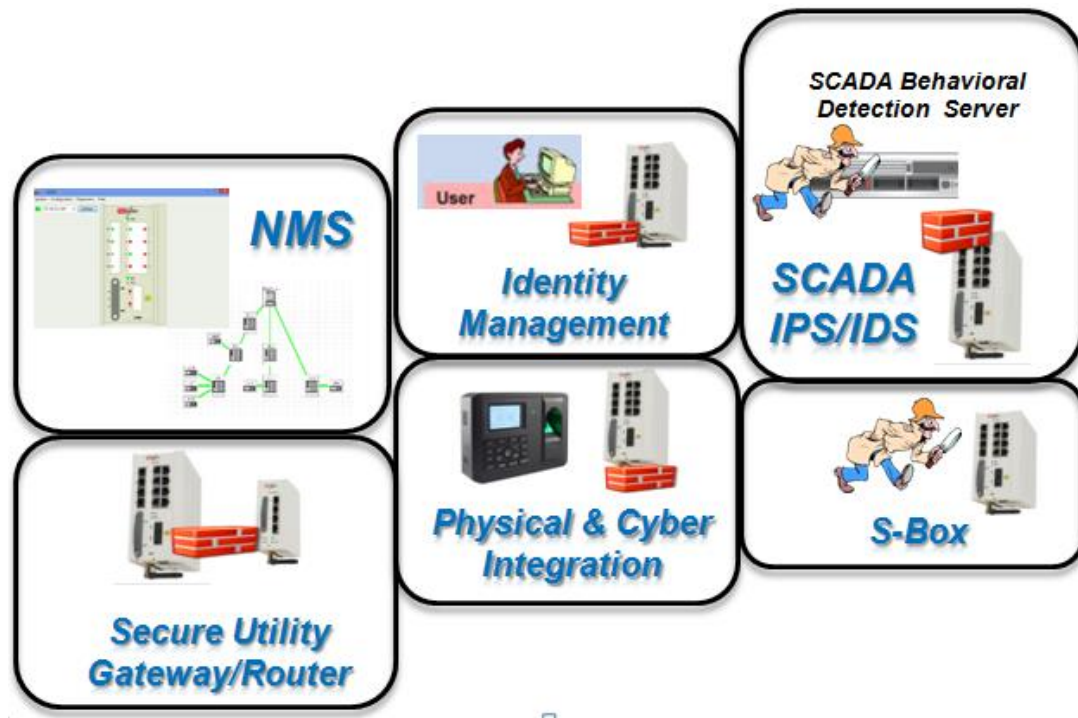 NMS
Secure Utility
Gateway/Router
User
Identity
Management
Physical & Cyber
Integration
SCADA Behavioral
Detection Server
SCADA
IPS/IDS
S-Box